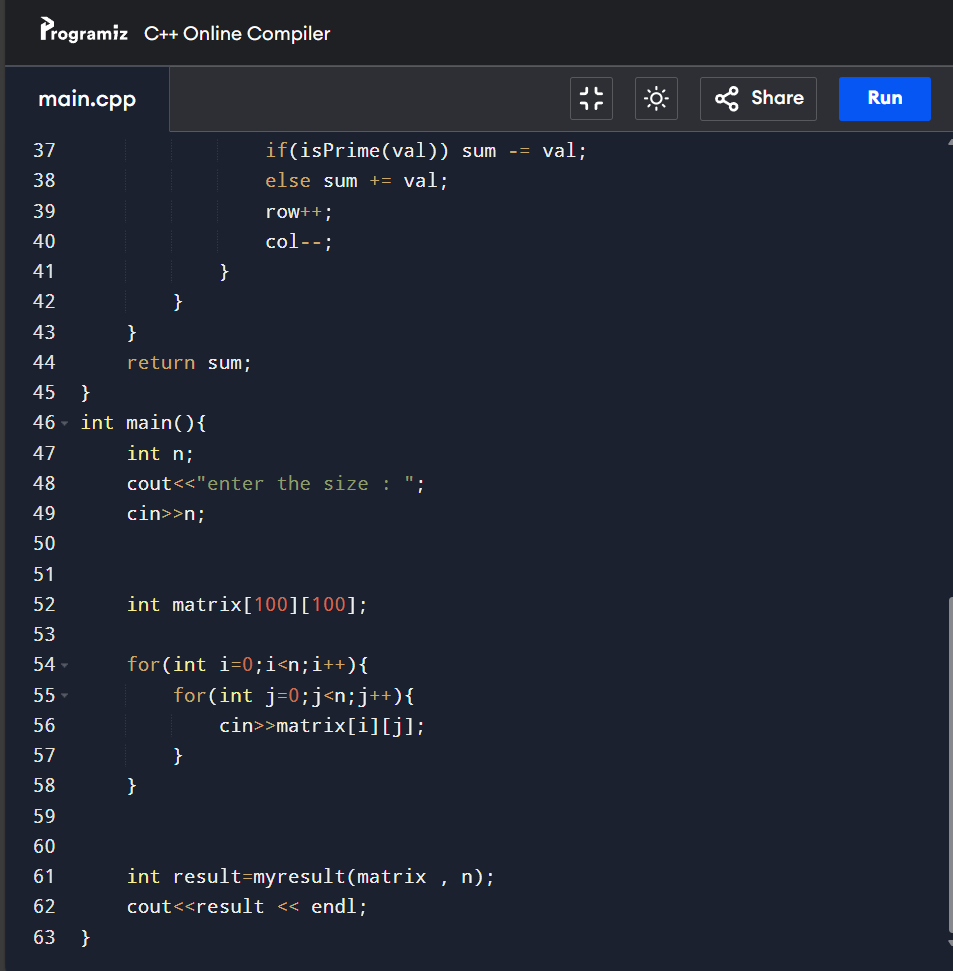 Programiz C++ Online Compiler
main.cpp Share Run
37 if(isPrime(val)) sum -= val;
38 else sum += val;
39 row++;
40 col--;
41 }
42 }
43 }
44 return sum;
45 }
46 int main(){
47 int n;
48 cout<<"enter the size : ";
49 cin>>n;
50
51
52 int matrix[100][100];
53
54 for(int i=0;i<n;i++){
55 for(int j=0;j<n;j++){
56 cin>>matrix[i][j];
57 }
58 }
59
60
61 int result=myresult(matrix , n);
62 cout<<result << endl;
63 }